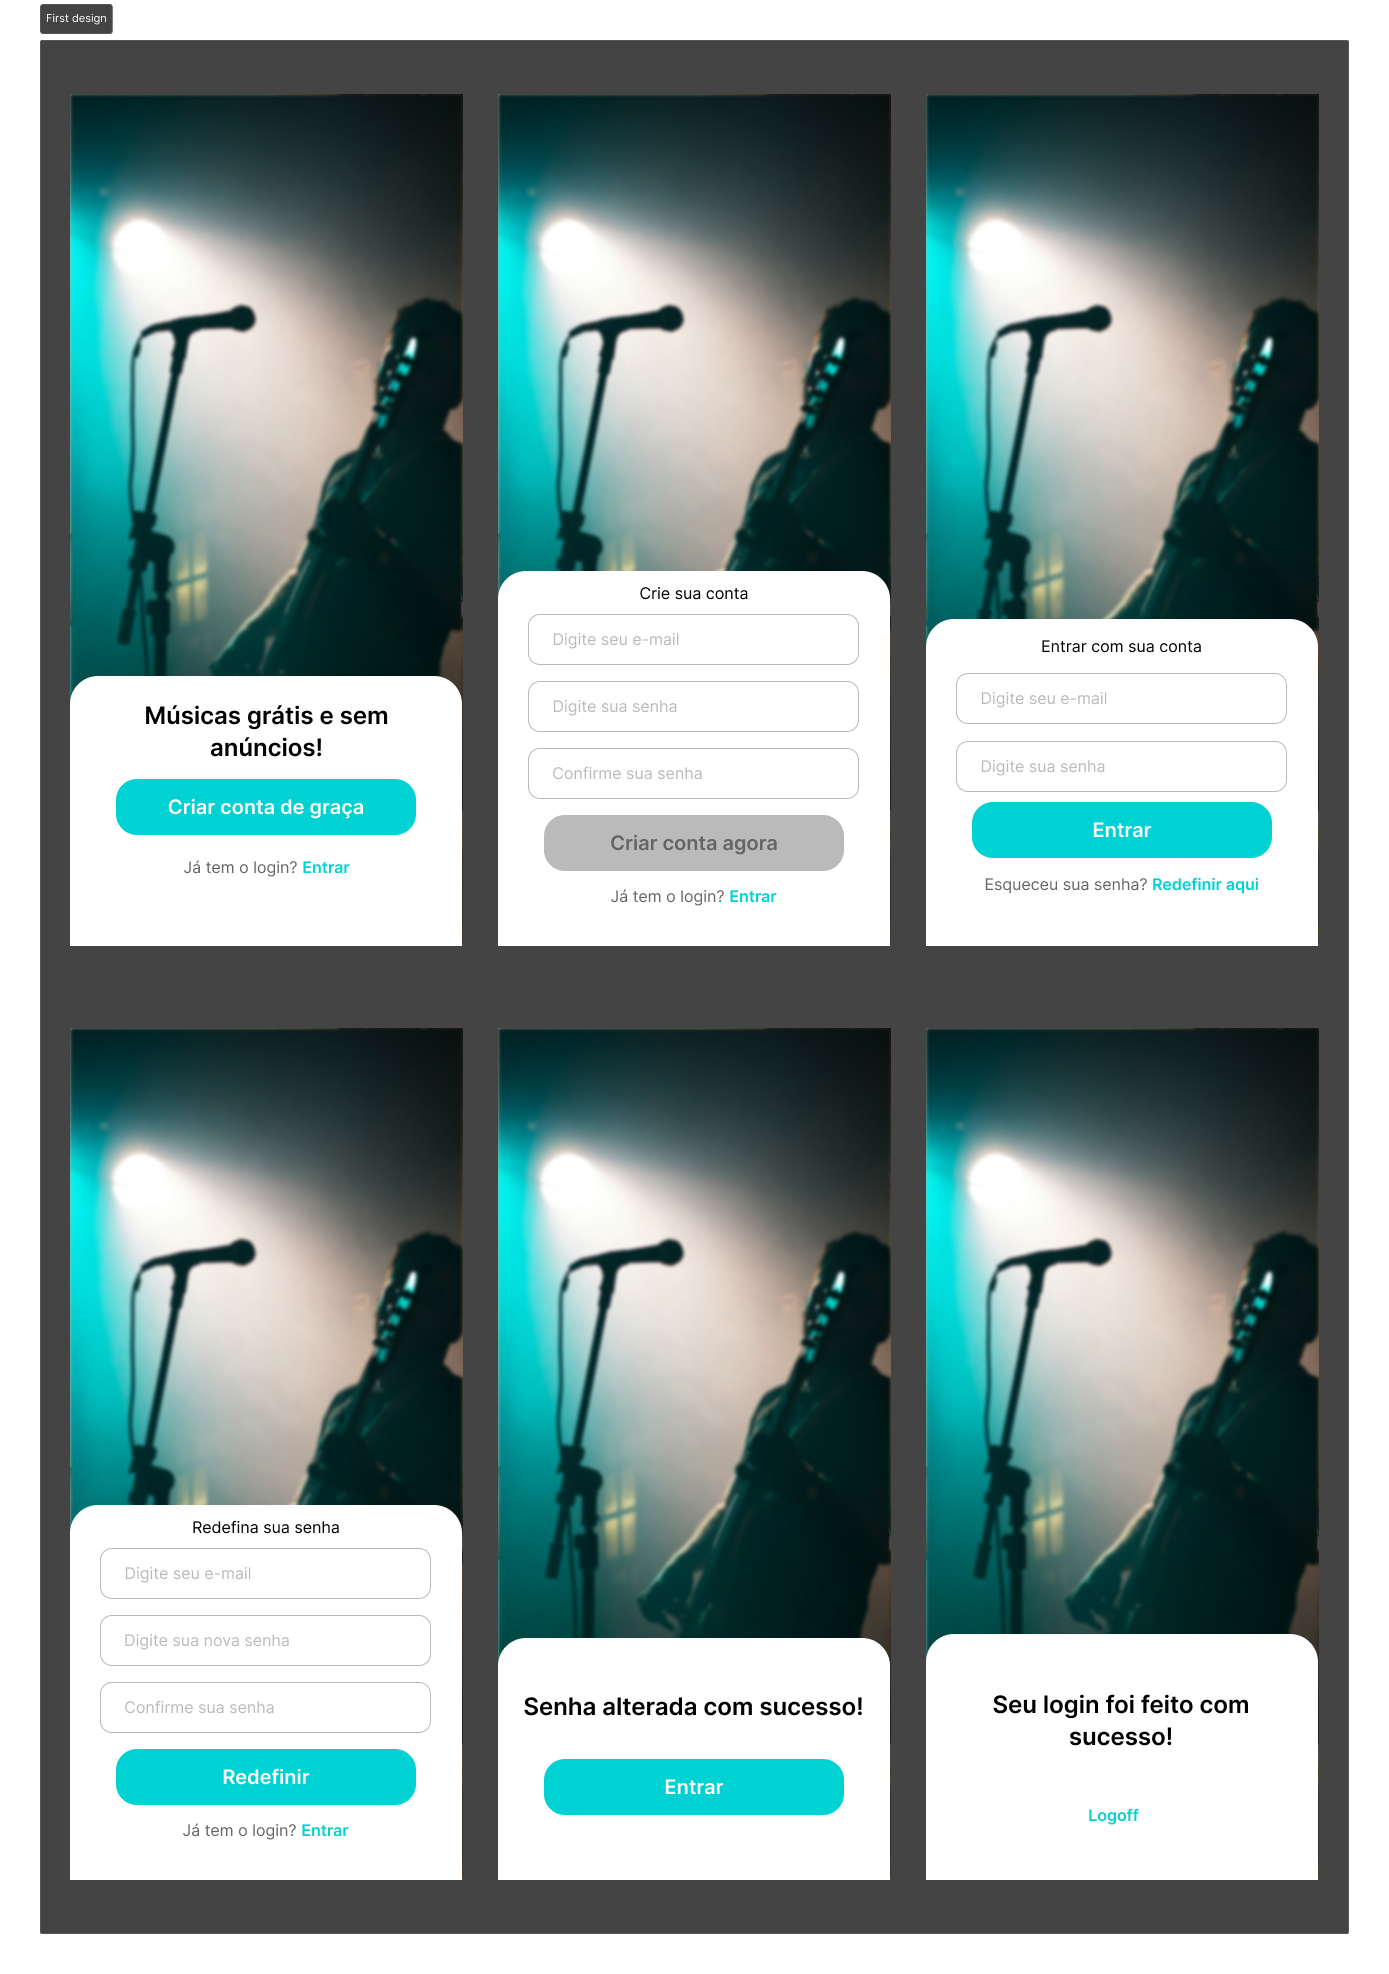 First design
Músicas grátis e sem
anúncios!
Criar conta de graça
Já tem o login? Entrar
Crie sua conta
Digite seu e-mail
Digite sua senha
Confirme sua senha
Criar conta agora
Já tem o login? Entrar
Entrar com sua conta
Digite seu e-mail
Digite sua senha
Entrar
Esqueceu sua senha? Redefinir aqui
Redefina sua senha
Digite seu e-mail
Digite sua nova senha
Confirme sua senha
Redefinir
Já tem o login? Entrar
Senha alterada com sucesso!
Entrar
Seu login foi feito com
sucesso!
Logoff